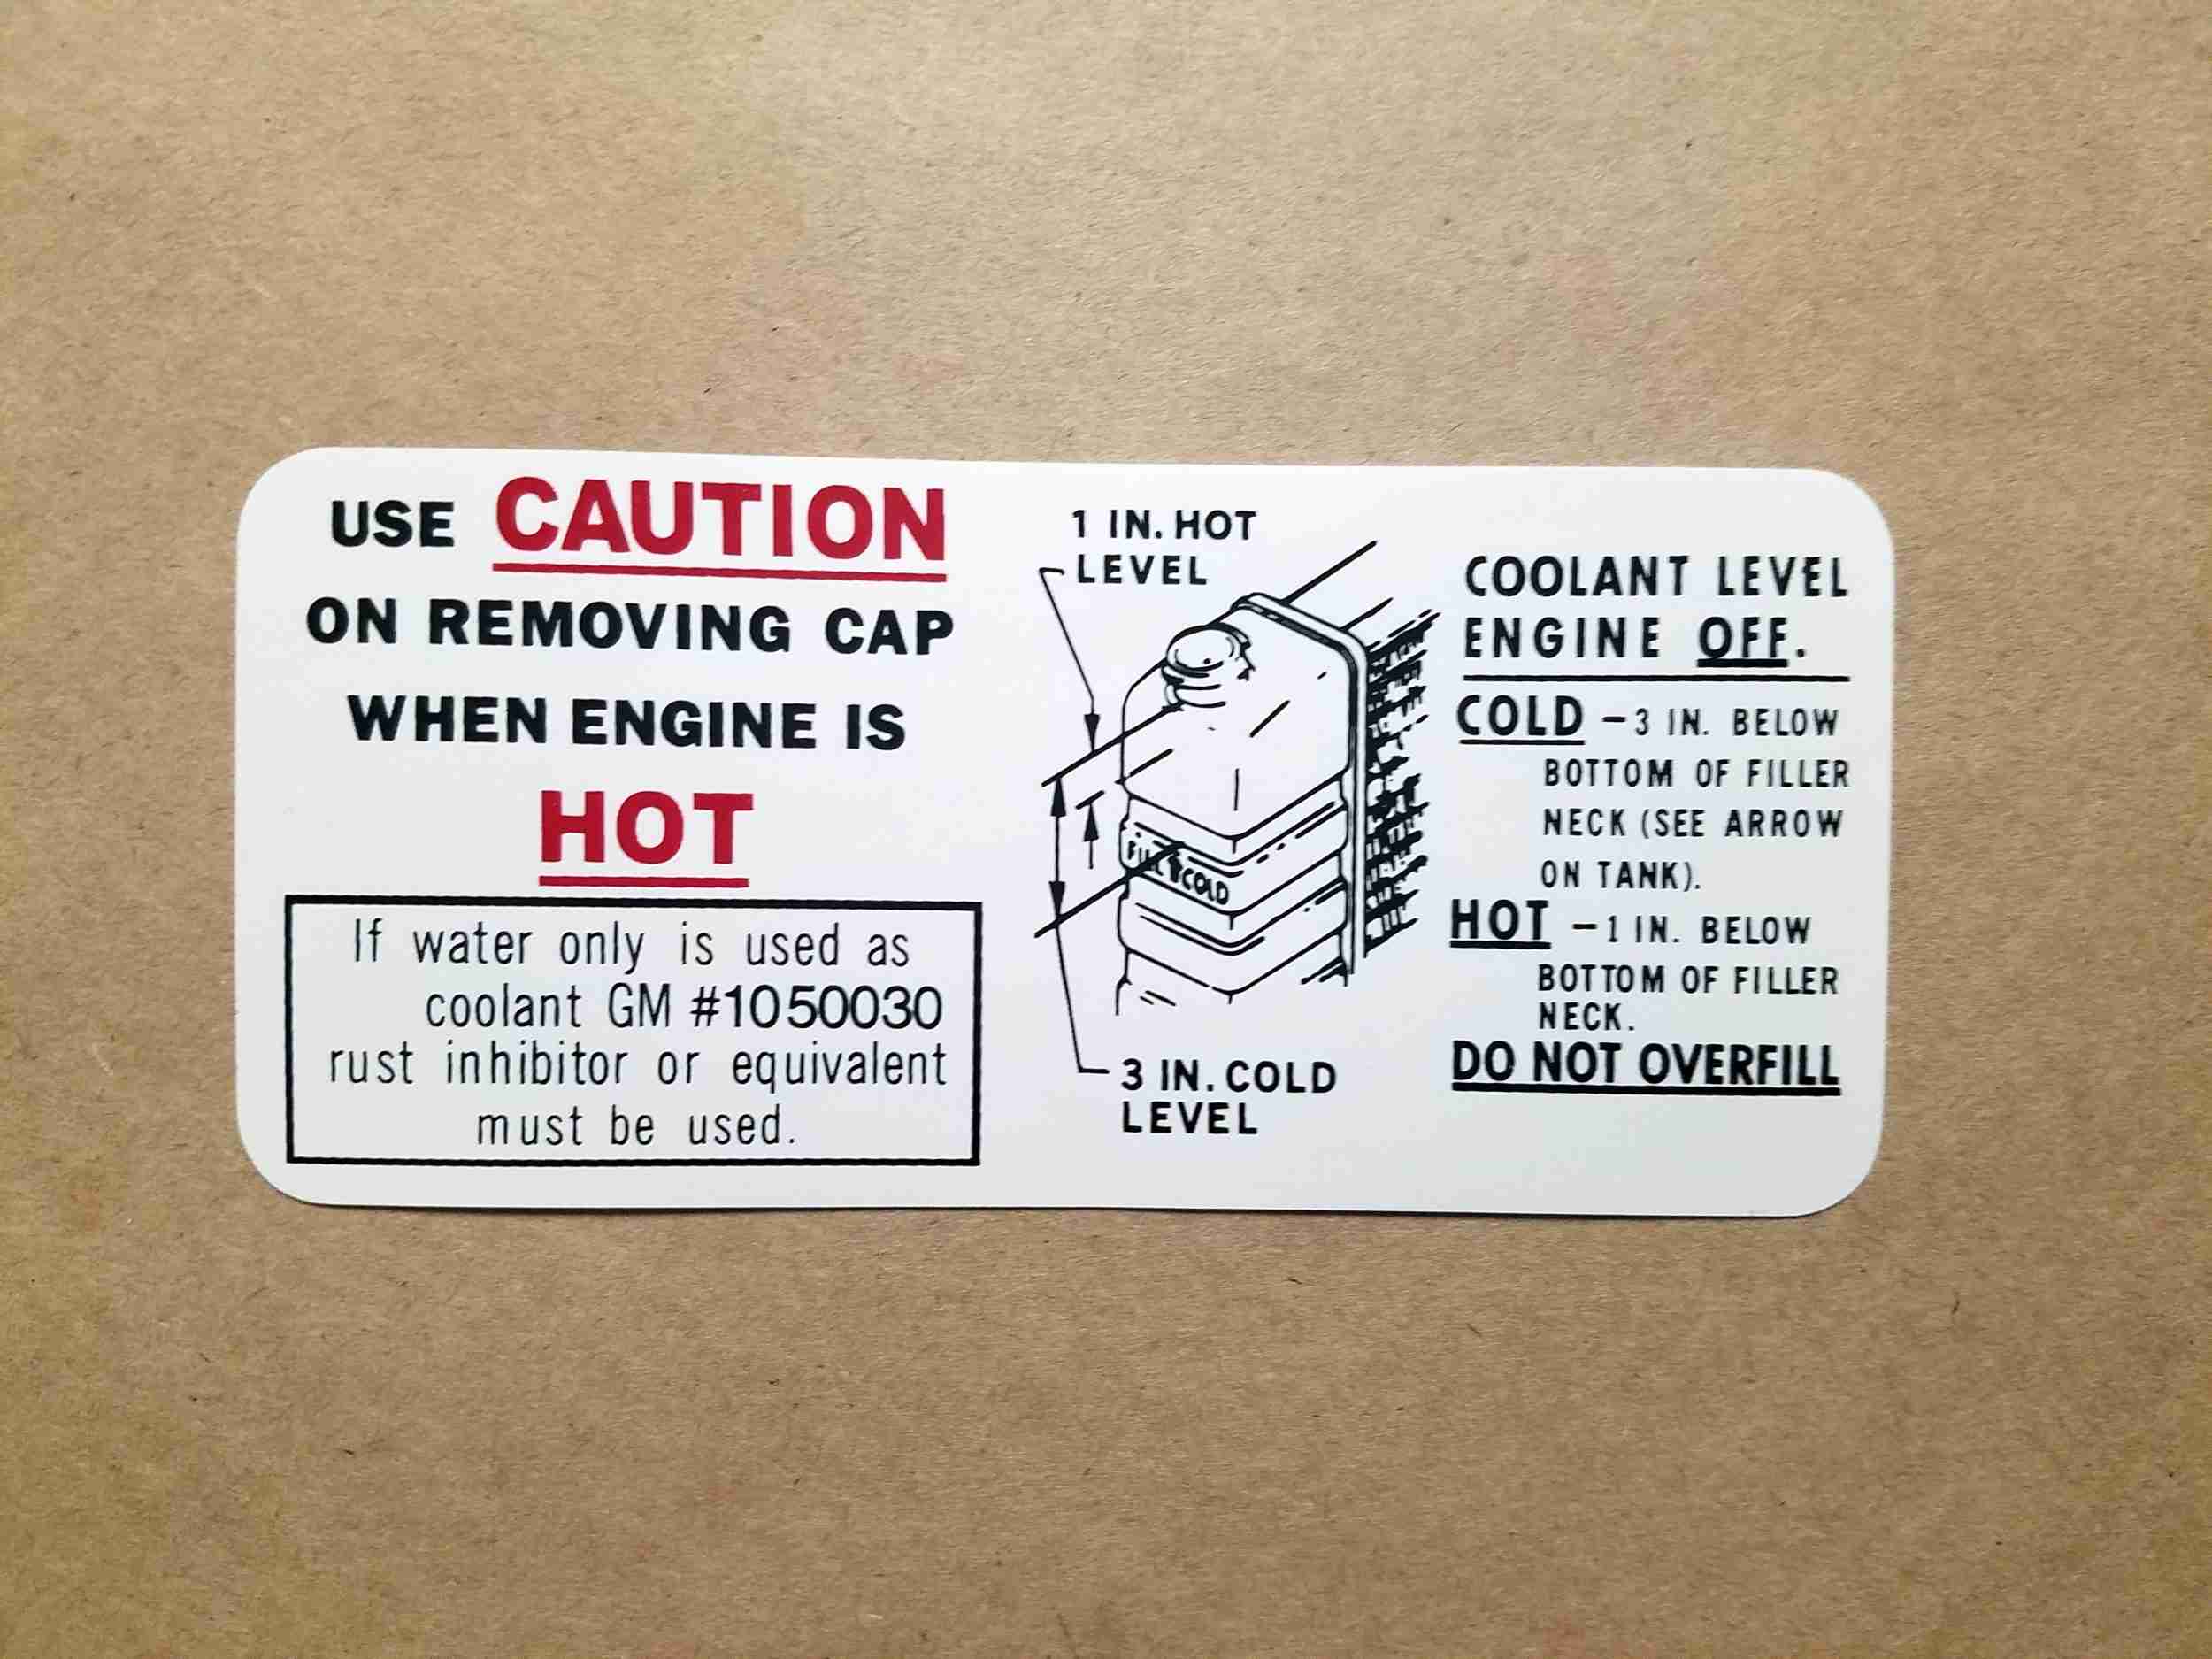 USE CAUTION
ON REMOVING CAP
WHEN ENGINE IS
HOT
If water only is used as
coolant GM #1050030
rust inhibitor or equivalent
must be used.
1 IN. HOT
LEVEL
FILL COLD
3 IN. COLD
LEVEL
COOLANT LEVEL
ENGINE OFF.
COLD - 3 IN. BELOW
BOTTOM OF FILLER
NECK (SEE ARROW
ON TANK).
HOT - 1 IN. BELOW
BOTTOM OF FILLER
NECK.
DO NOT OVERFILL